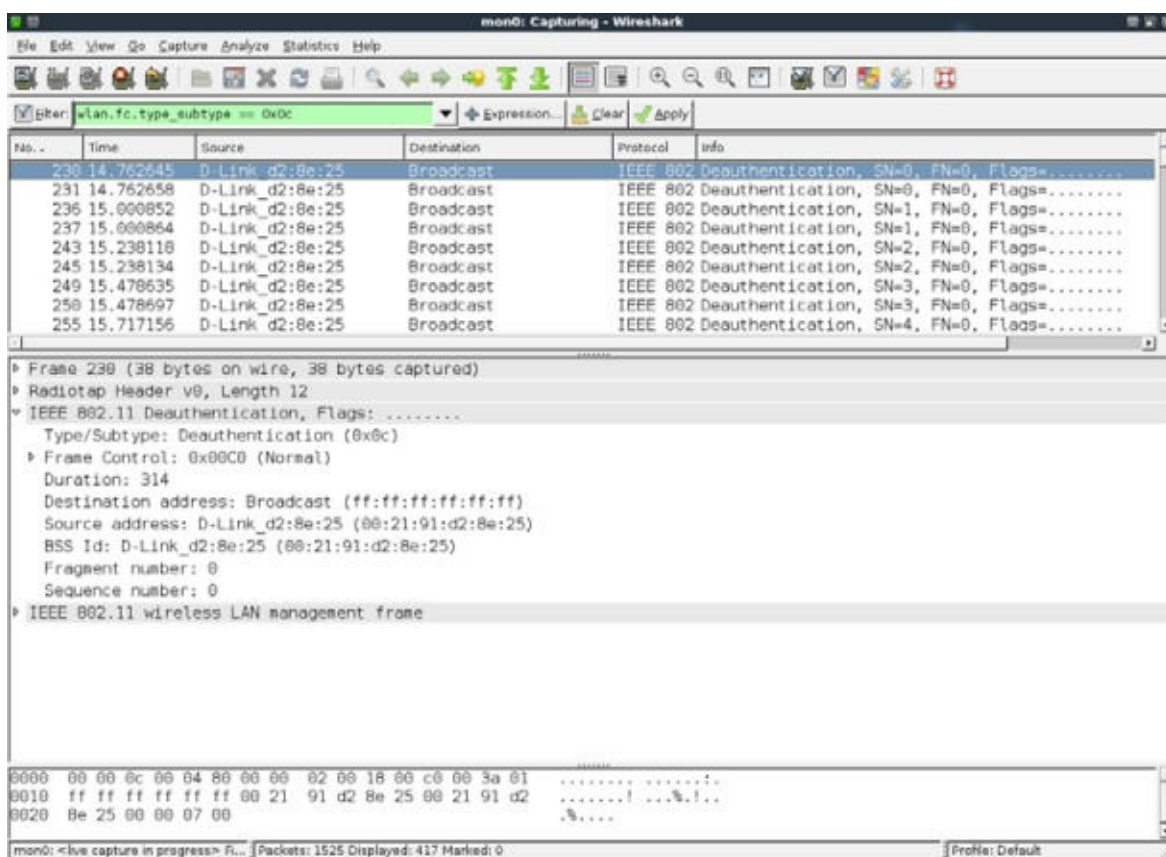 mon0: Capturing - Wireshark
File Edit View Go Capture Analyze Statistics Help
Filter: wlan.fc.type_subtype == 0x0c Expression... Clear Apply
No. . Time Source Destination Protocol Info
230 14.762645 D-Link_d2:8e:25 Broadcast IEEE 802 Deauthentication, SN=0, FN=0, Flags=........
231 14.762658 D-Link_d2:8e:25 Broadcast IEEE 802 Deauthentication, SN=0, FN=0, Flags=........
236 15.000852 D-Link_d2:8e:25 Broadcast IEEE 802 Deauthentication, SN=1, FN=0, Flags=........
237 15.000864 D-Link_d2:8e:25 Broadcast IEEE 802 Deauthentication, SN=1, FN=0, Flags=........
243 15.238118 D-Link_d2:8e:25 Broadcast IEEE 802 Deauthentication, SN=2, FN=0, Flags=........
245 15.238134 D-Link_d2:8e:25 Broadcast IEEE 802 Deauthentication, SN=2, FN=0, Flags=........
249 15.478635 D-Link_d2:8e:25 Broadcast IEEE 802 Deauthentication, SN=3, FN=0, Flags=........
250 15.478697 D-Link_d2:8e:25 Broadcast IEEE 802 Deauthentication, SN=3, FN=0, Flags=........
255 15.717156 D-Link_d2:8e:25 Broadcast IEEE 802 Deauthentication, SN=4, FN=0, Flags=........
Frame 230 (38 bytes on wire, 38 bytes captured)
Radiotap Header v0, Length 12
IEEE 802.11 Deauthentication, Flags: ........
Type/Subtype: Deauthentication (0x0c)
Frame Control: 0x00C0 (Normal)
Duration: 314
Destination address: Broadcast (ff:ff:ff:ff:ff:ff)
Source address: D-Link_d2:8e:25 (00:21:91:d2:8e:25)
BSS Id: D-Link_d2:8e:25 (00:21:91:d2:8e:25)
Fragment number: 0
Sequence number: 0
IEEE 802.11 wireless LAN management frame
0000 00 00 0c 00 04 80 00 00 02 00 18 00 c0 00 3a 01 ........ ......:.
0010 ff ff ff ff ff ff 00 21 91 d2 8e 25 00 21 91 d2 .......! ...%.!..
0020 8e 25 00 00 07 00 .%....
mon0: <live capture in progress> F... Packets: 1525 Displayed: 417 Marked: 0 Profile: Default